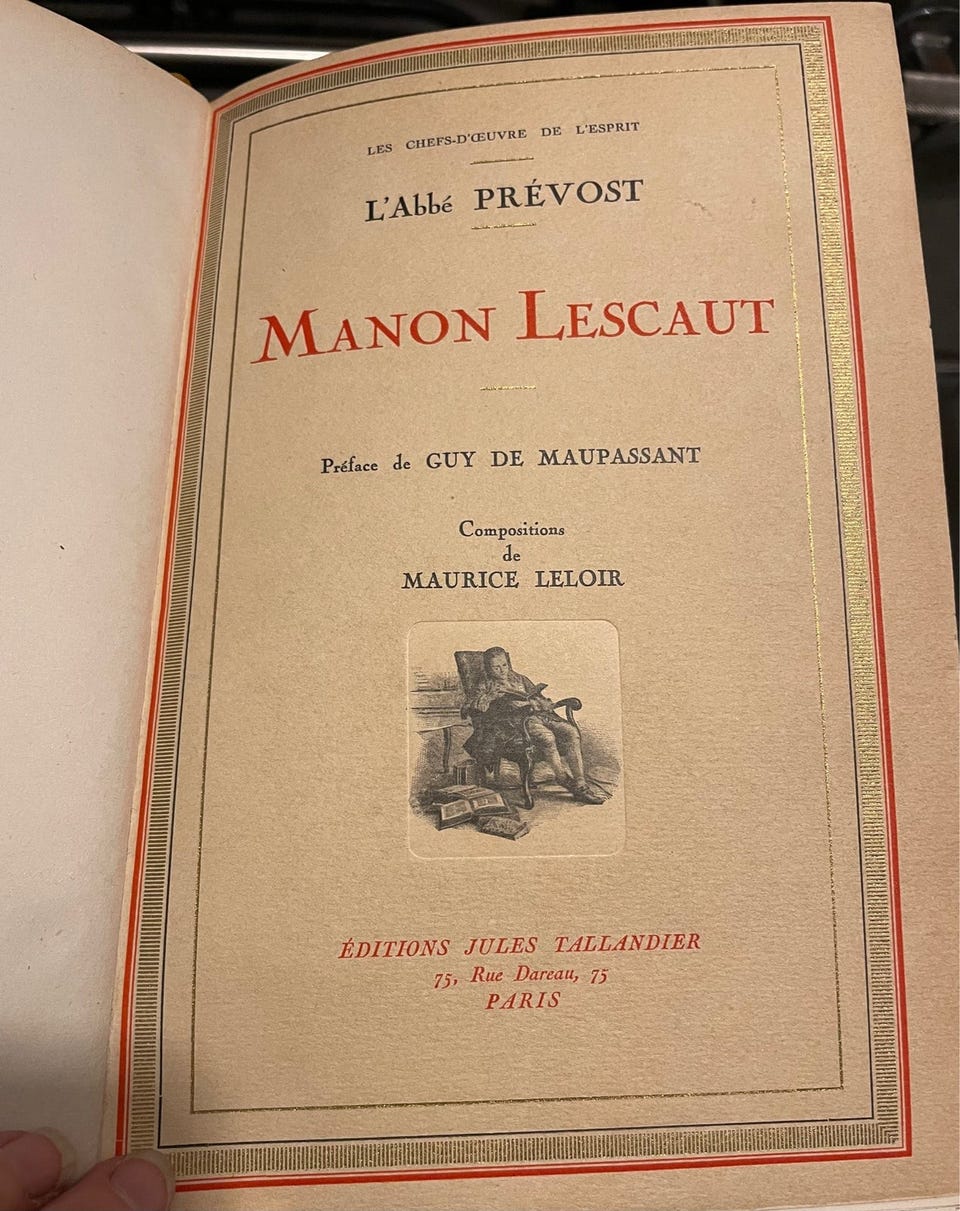 LES CHEFS-D'ŒUVRE DE L'ESPRIT
L'Abbé PRÉVOST
MANON LESCAUT
Préface de GUY DE MAUPASSANT
Compositions
de
MAURICE LELOIR
ÉDITIONS JULES TALLANDIER
75, Rue Dareau, 75
PARIS